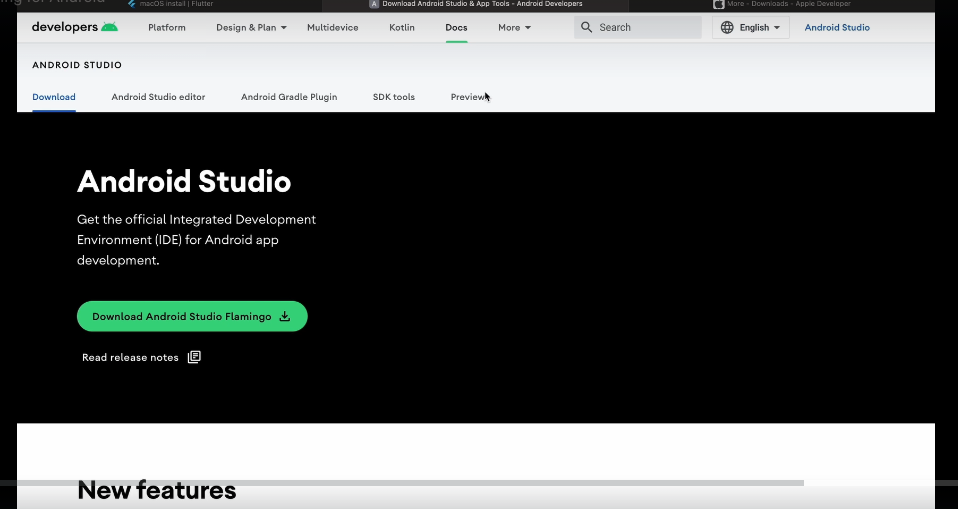 ng for Android
macOS install | Flutter
Download Android Studio & App Tools - Android Developers
More - Downloads - Apple Developer
developers
Platform
Design & Plan
Multidevice
Kotlin
Docs
More
Search
English
Android Studio
ANDROID STUDIO
Download
Android Studio editor
Android Gradle Plugin
SDK tools
Preview
Android Studio
Get the official Integrated Development
Environment (IDE) for Android app
development.
Download Android Studio Flamingo
Read release notes
New features